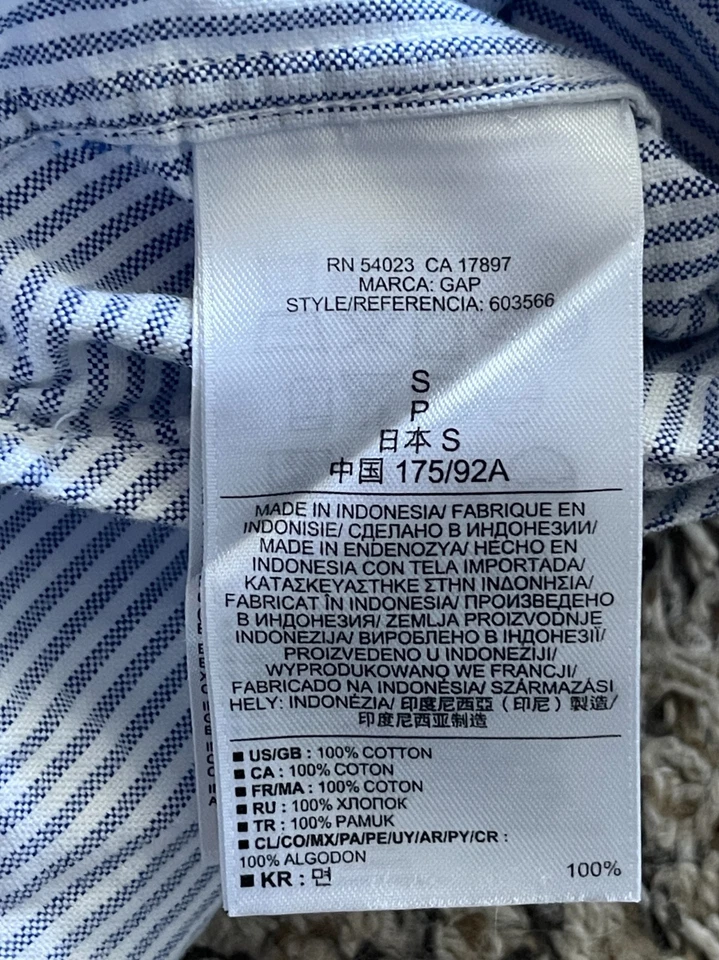 RN 54023 CA 17897
MARCA: GAP
STYLE/REFERENCIA: 603566
S
P
日本 S
中国 175/92A
MADE IN INDONESIA/ FABRIQUE EN
INDONISIE/ СДЕЛАНО В ИНДОНЕЗИИ/
MADE IN ENDENOZYA/ HECHO EN
INDONESIA CON TELA IMPORTADA/
ΚΑΤΑΣΚΕΥΑΣΤΗΚΕ ΣΤΗΝ ΙΝΔΟΝΗΣΙΑ/
FABRICAT ÎN INDONESIA/ ПРОИЗВЕДЕНО
В ИНДОНЕЗИЯ/ ZEMLJA PROIZVODNJE
INDONEZIJA/ ВИРОБЛЕНО В ІНДОНЕЗІЇ/
PROIZVEDENO U INDONEZIJI/
WYPRODUKOWANO WE FRANCJI/
FABRICADO NA INDONÉSIA/ SZÁRMAZÁSI
HELY: INDONÉZIA/ 印度尼西亞 (印尼) 製造/
印度尼西亚制造
■ US/GB : 100% COTTON
■ CA : 100% COTON
■ FR/MA : 100% COTON
■ RU : 100% ХЛОПОК
■ TR : 100% PAMUK
■ CL/CO/MX/PA/PE/UY/AR/PY/CR :
100% ALGODON
■ KR : 면 100%